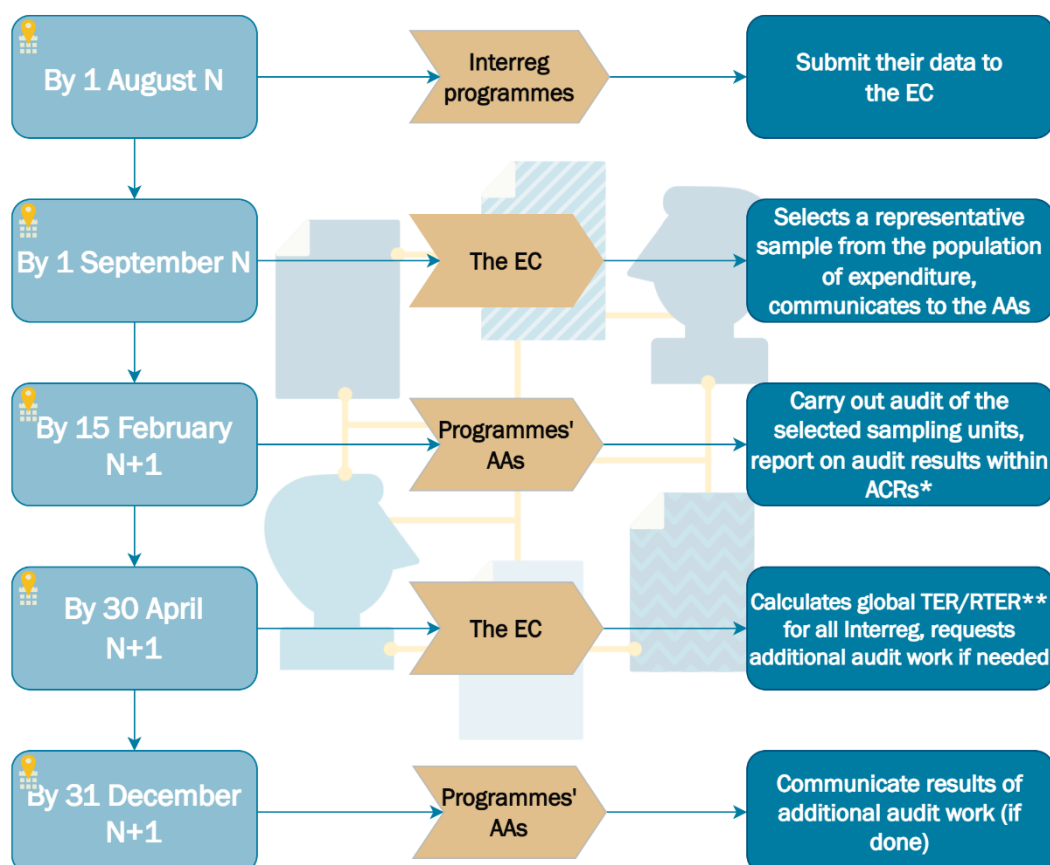 By 1 August N
Interreg
programmes
Submit their data to
the EC
By 1 September N
The EC
Selects a representative
sample from the population
of expenditure,
communicates to the AAs
By 15 February
N+1
Programmes'
AAs
Carry out audit of the
selected sampling units,
report on audit results within
ACRs*
By 30 April
N+1
The EC
Calculates global TER/RTER**
for all Interreg, requests
additional audit work if needed
By 31 December
N+1
Programmes'
AAs
Communicate results of
additional audit work (if
done)